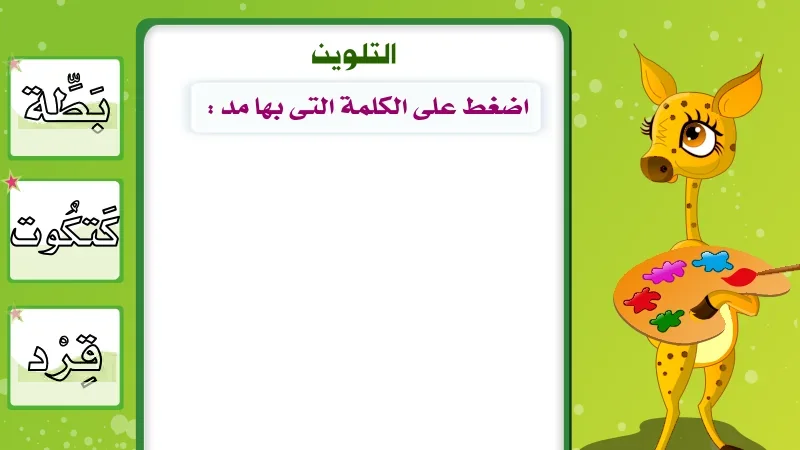 التلوين
اضغط على الكلمة التى بها مد :
بَطِّة
كَتكُوت
قِرْد